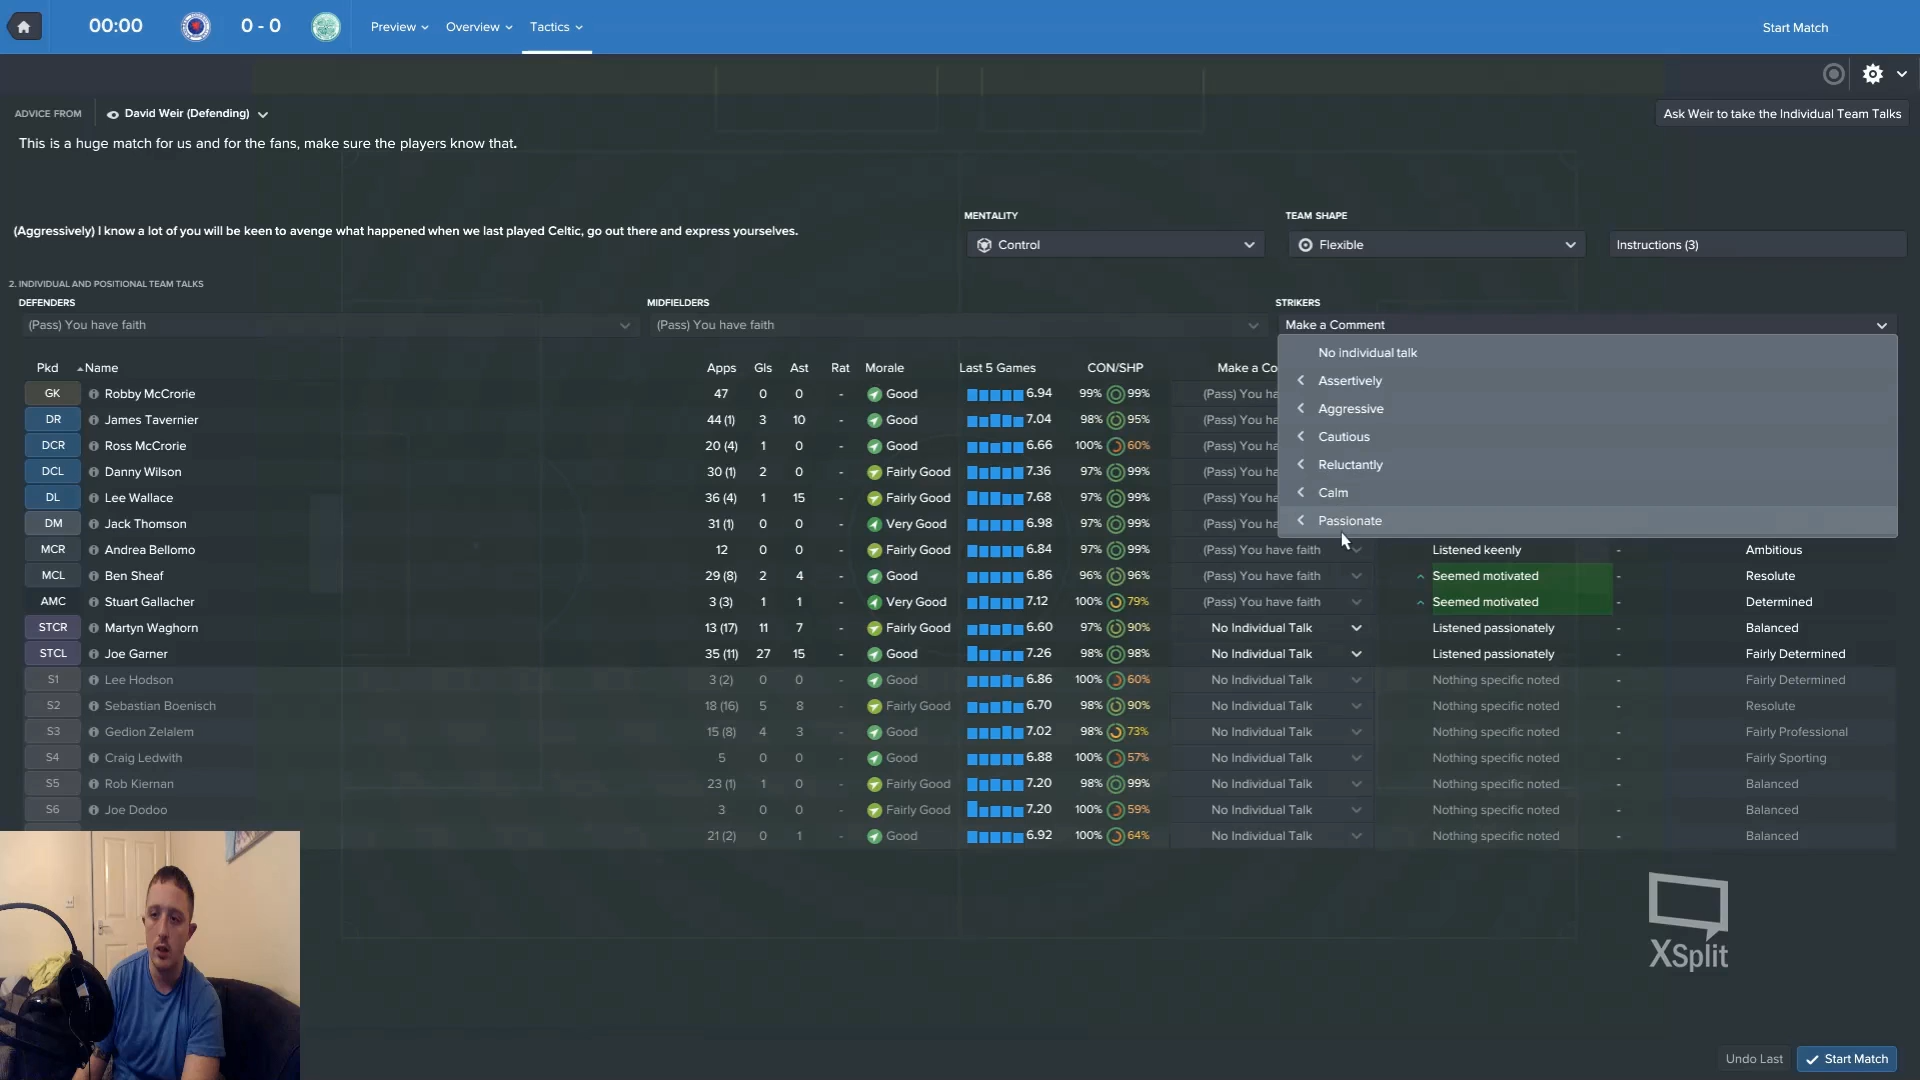 00:00
0 - 0
Preview
Overview
Tactics
Start Match
ADVICE FROM
David Weir (Defending)
Ask Weir to take the Individual Team Talks
This is a huge match for us and for the fans, make sure the players know that.
(Aggressively) I know a lot of you will be keen to avenge what happened when we last played Celtic, go out there and express yourselves.
MENTALITY
Control
TEAM SHAPE
Flexible
Instructions (3)
2. INDIVIDUAL AND POSITIONAL TEAM TALKS
DEFENDERS
MIDFIELDERS
STRIKERS
(Pass) You have faith
(Pass) You have faith
Make a Comment
No individual talk
Assertively
Aggressive
Cautious
Reluctantly
Calm
Passionate
Pkd Name Apps Gls Ast Rat Morale Last 5 Games CON/SHP Make a Co
GK Robby McCrorie 47 0 0 - Good 6.94 99% 99% (Pass) You ha
DR James Tavernier 44 (1) 3 10 - Good 7.04 98% 95% (Pass) You ha
DCR Ross McCrorie 20 (4) 1 0 - Good 6.66 100% 60% (Pass) You ha
DCL Danny Wilson 30 (1) 2 0 - Fairly Good 7.36 97% 99% (Pass) You ha
DL Lee Wallace 36 (4) 1 15 - Fairly Good 7.68 97% 99% (Pass) You ha
DM Jack Thomson 31 (1) 0 0 - Very Good 6.98 97% 99% (Pass) You ha
MCR Andrea Bellomo 12 0 0 - Fairly Good 6.84 97% 99% (Pass) You have faith Listened keenly - Ambitious
MCL Ben Sheaf 29 (8) 2 4 - Good 6.86 96% 96% (Pass) You have faith Seemed motivated - Resolute
AMC Stuart Gallacher 3 (3) 1 1 - Very Good 7.12 100% 79% (Pass) You have faith Seemed motivated - Determined
STCR Martyn Waghorn 13 (17) 11 7 - Fairly Good 6.60 97% 90% No Individual Talk Listened passionately - Balanced
STCL Joe Garner 35 (11) 27 15 - Good 7.26 98% 98% No Individual Talk Listened passionately - Fairly Determined
S1 Lee Hodson 3 (2) 0 0 - Good 6.86 100% 60% No Individual Talk Nothing specific noted - Fairly Determined
S2 Sebastian Boenisch 18 (16) 5 8 - Fairly Good 6.70 98% 90% No Individual Talk Nothing specific noted - Resolute
S3 Gedion Zelalem 15 (8) 4 3 - Good 7.02 98% 73% No Individual Talk Nothing specific noted - Fairly Professional
S4 Craig Ledwith 5 0 0 - Good 6.88 100% 57% No Individual Talk Nothing specific noted - Fairly Sporting
S5 Rob Kiernan 23 (1) 1 0 - Fairly Good 7.20 98% 99% No Individual Talk Nothing specific noted - Balanced
S6 Joe Dodoo 3 0 0 - Fairly Good 7.20 100% 59% No Individual Talk Nothing specific noted - Balanced
21 (2) 0 1 - Good 6.92 100% 64% No Individual Talk Nothing specific noted - Balanced
XSplit
Undo Last
Start Match